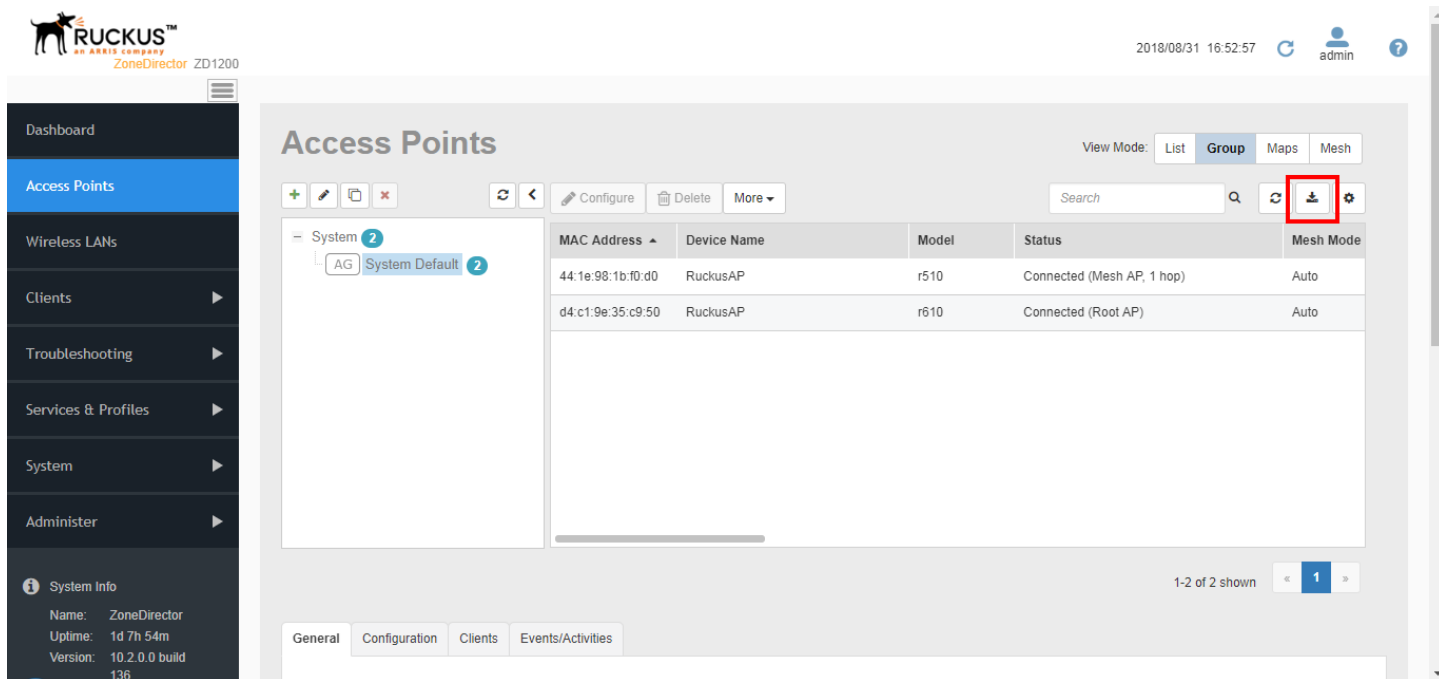 RUCKUS™
an ARRIS company
ZoneDirector ZD1200
2018/08/31 16:52:57
admin
?
Dashboard
Access Points
Wireless LANs
Clients
Troubleshooting
Services & Profiles
System
Administer
System Info
Name: ZoneDirector
Uptime: 1d 7h 54m
Version: 10.2.0.0 build
136
Access Points
View Mode: List Group Maps Mesh
Configure Delete More Search
System 2
AG System Default 2
MAC Address Device Name Model Status Mesh Mode
44:1e:98:1b:f0:d0 RuckusAP r510 Connected (Mesh AP, 1 hop) Auto
d4:c1:9e:35:c9:50 RuckusAP r610 Connected (Root AP) Auto
1-2 of 2 shown « 1 »
General Configuration Clients Events/Activities